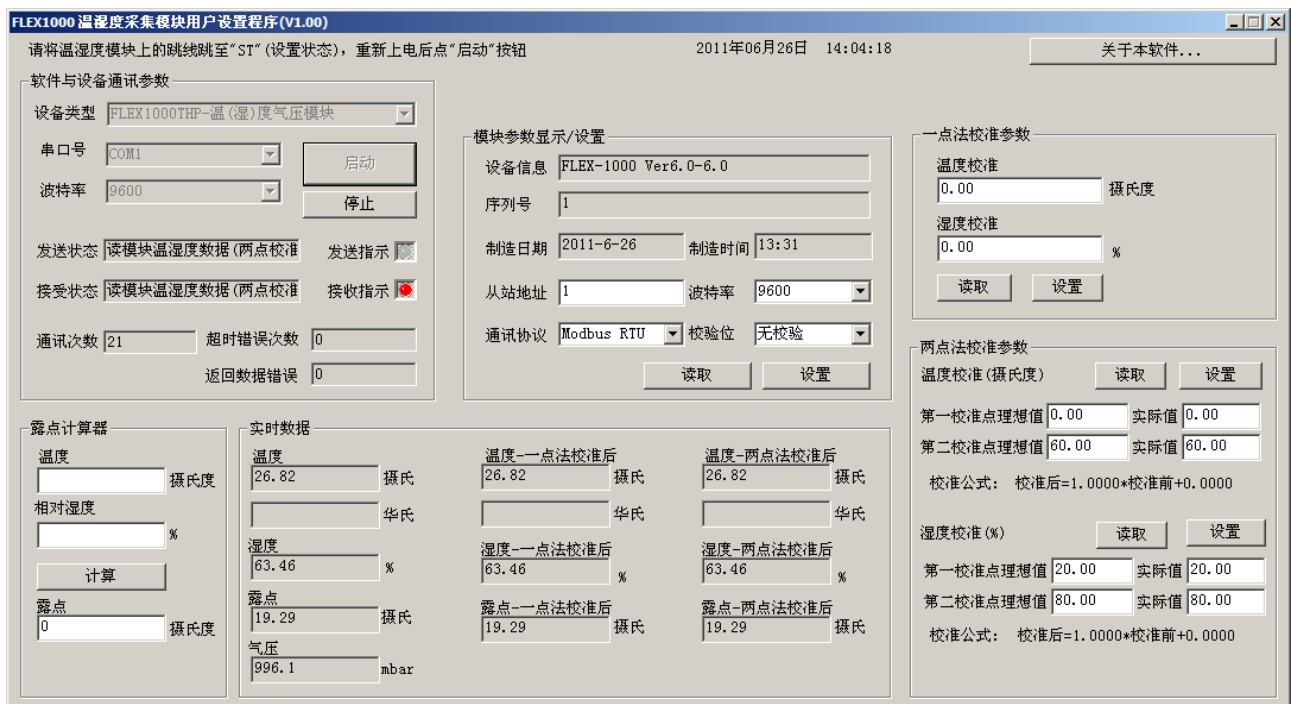 FLEX1000 温湿度采集模块用户设置程序(V1.00)
请将温湿度模块上的跳线跳至"ST"(设置状态), 重新上电后点"启动"按钮
2011年06月26日 14:04:18
关于本软件...
软件与设备通讯参数
设备类型 FLEX1000THP-温(湿)度气压模块
串口号 COM1
启动
波特率 9600
停止
发送状态 读模块温湿度数据(两点校准
发送指示
接受状态 读模块温湿度数据(两点校准
接收指示
通讯次数 21 超时错误次数 0
返回数据错误 0
模块参数显示/设置
设备信息 FLEX-1000 Ver6.0-6.0
序列号 1
制造日期 2011-6-26 制造时间 13:31
从站地址 1 波特率 9600
通讯协议 Modbus RTU 校验位 无校验
读取 设置
一点法校准参数
温度校准
0.00 摄氏度
湿度校准
0.00 %
读取 设置
两点法校准参数
温度校准(摄氏度) 读取 设置
第一校准点理想值 0.00 实际值 0.00
第二校准点理想值 60.00 实际值 60.00
校准公式: 校准后=1.0000*校准前+0.0000
湿度校准(%) 读取 设置
第一校准点理想值 20.00 实际值 20.00
第二校准点理想值 80.00 实际值 80.00
校准公式: 校准后=1.0000*校准前+0.0000
露点计算器
温度
摄氏度
相对湿度
%
计算
露点
0 摄氏度
实时数据
温度 温度-一点法校准后 温度-两点法校准后
26.82 摄氏 26.82 摄氏 26.82 摄氏
华氏 华氏 华氏
湿度 湿度-一点法校准后 湿度-两点法校准后
63.46 % 63.46 % 63.46 %
露点 露点-一点法校准后 露点-两点法校准后
19.29 摄氏 19.29 摄氏 19.29 摄氏
气压
996.1 mbar